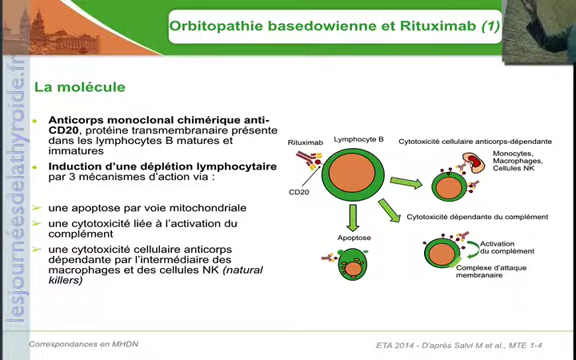 Orbitopathie basedowienne et Rituximab (1)
lesjournéesdelathyroide.fr
La molécule
Anticorps monoclonal chimérique anti-
CD20, protéine transmembranaire présente
dans les lymphocytes B matures et
immatures
Induction d'une déplétion lymphocytaire
par 3 mécanismes d'action via :
une apoptose par voie mitochondriale
une cytotoxicité liée à l'activation du
complément
une cytotoxicité cellulaire anticorps
dépendante par l'intermédiaire des
macrophages et des cellules NK (natural
killers)
Rituximab
Lymphocyte B
CD20
Cytotoxicité cellulaire anticorps-dépendante
Monocytes,
Macrophages,
Cellules NK
Cytotoxicité dépendante du complément
Apoptose
Activation
du complément
Complexe d'attaque
membranaire
Correspondances en MHDN
ETA 2014 - D'après Salvi M et al., MTE 1-4